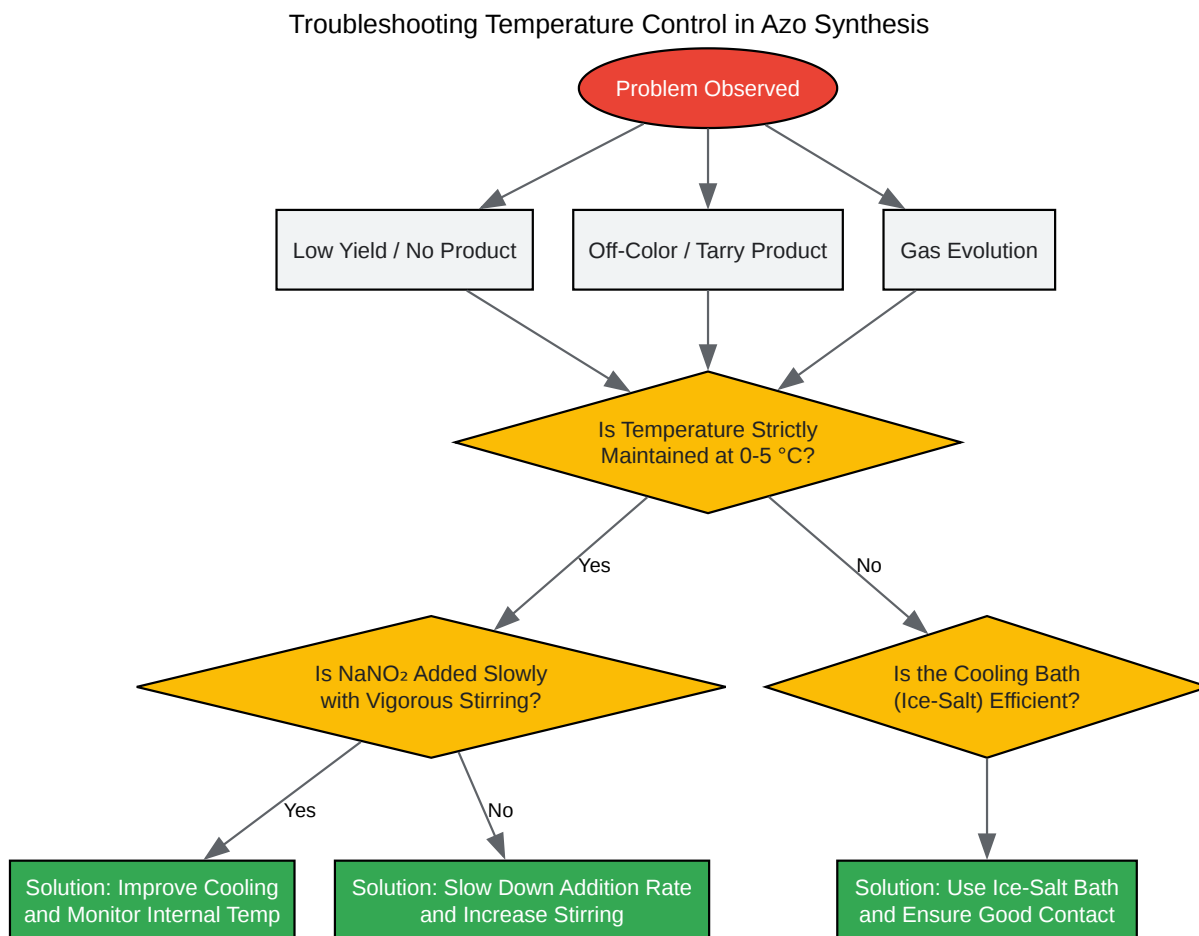 Troubleshooting Temperature Control in Azo Synthesis
Problem Observed
Low Yield / No Product
Off-Color / Tarry Product
Gas Evolution
Is Temperature Strictly
Maintained at 0-5 °C?
Yes
No
Is NaNO₂ Added Slowly
with Vigorous Stirring?
Is the Cooling Bath
(Ice-Salt) Efficient?
Yes
No
Solution: Improve Cooling
and Monitor Internal Temp
Solution: Slow Down Addition Rate
and Increase Stirring
Solution: Use Ice-Salt Bath
and Ensure Good Contact